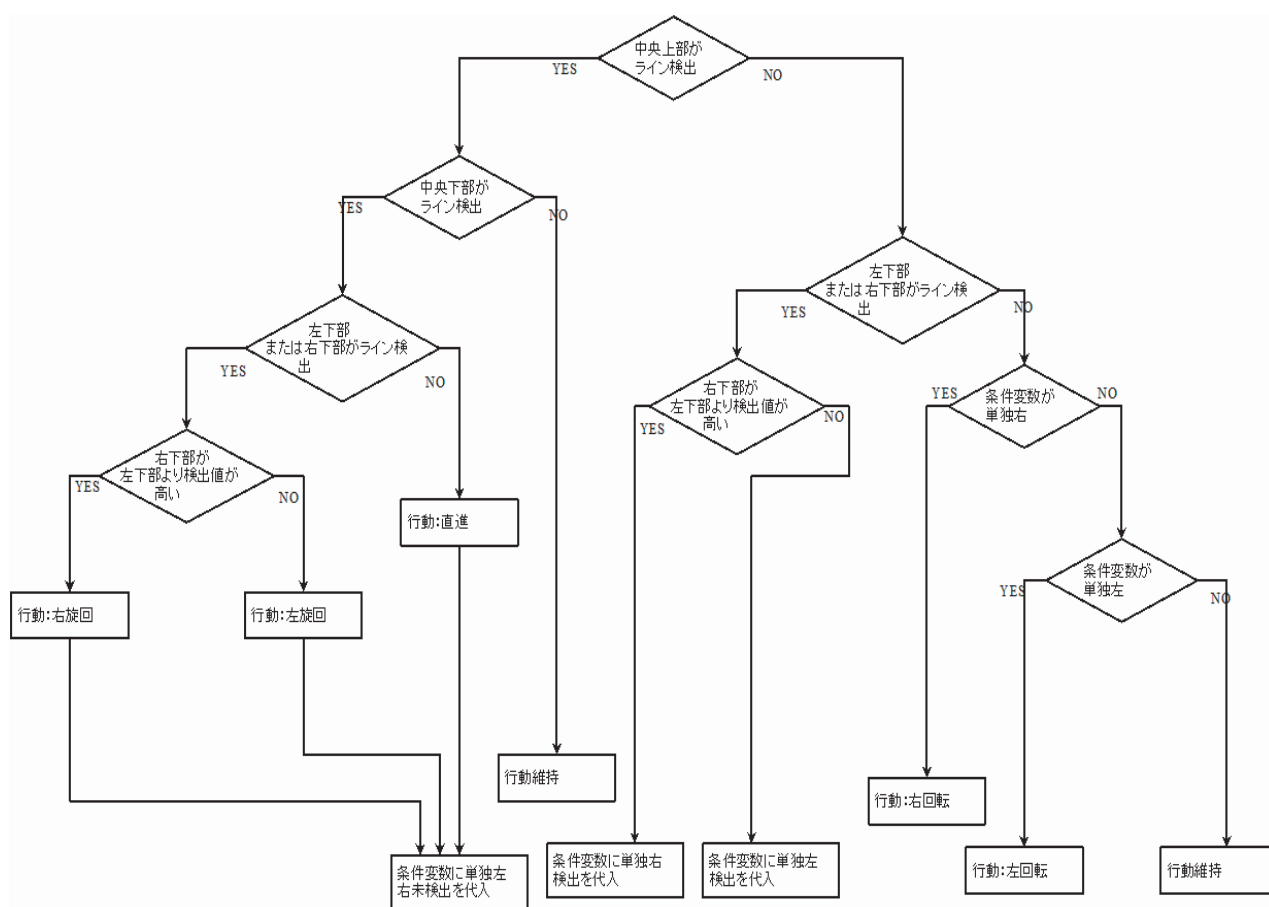 中央上部が
ライン検出
YES
NO
中央下部が
ライン検出
YES
NO
左下部
または右下部がライン検
出
YES
NO
左下部
または右下部がライン検
出
YES
NO
右下部が
左下部より検出値が
高い
YES
NO
条件変数が
単独右
YES
NO
右下部が
左下部より検出値が
高い
YES
NO
行動:直進
条件変数が
単独左
YES
NO
行動:右旋回
行動:左旋回
行動維持
行動:右回転
条件変数に単独左
右未検出を代入
条件変数に単独右
検出を代入
条件変数に単独左
検出を代入
行動:左回転
行動維持